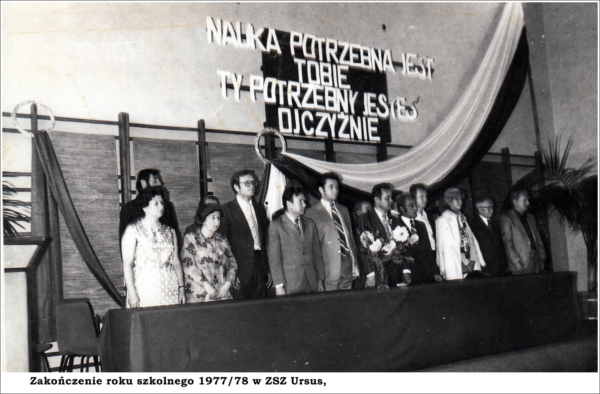 NAUKA POTRZEBNA JEST
TOBIE
TY POTRZEBNY JESTEŚ
OJCZYŹNIE
Zakończenie roku szkolnego 1977/78 w ZSZ Ursus,